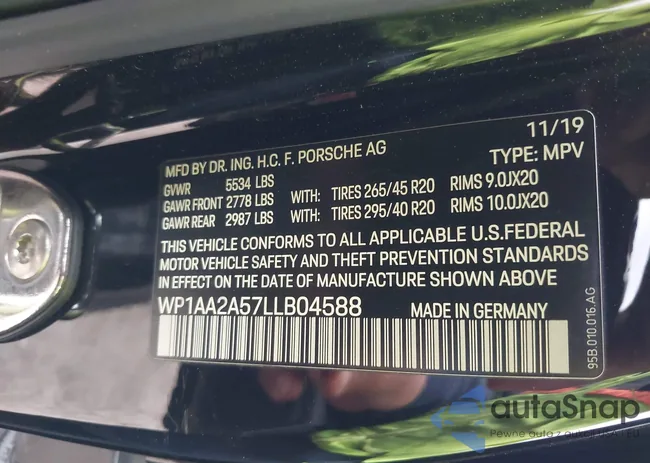 11/19
MFD BY DR. ING. H.C. F. PORSCHE AG TYPE: MPV
GVWR 5534 LBS
GAWR FRONT 2778 LBS WITH: TIRES 265/45 R20 RIMS 9.0JX20
GAWR REAR 2987 LBS WITH: TIRES 295/40 R20 RIMS 10.0JX20
THIS VEHICLE CONFORMS TO ALL APPLICABLE U.S.FEDERAL
MOTOR VEHICLE SAFETY AND THEFT PREVENTION STANDARDS
IN EFFECT ON THE DATE OF MANUFACTURE SHOWN ABOVE
WP1AA2A57LLB04588 MADE IN GERMANY
95B.010.016.AG
autaSnap
Pewne auta z